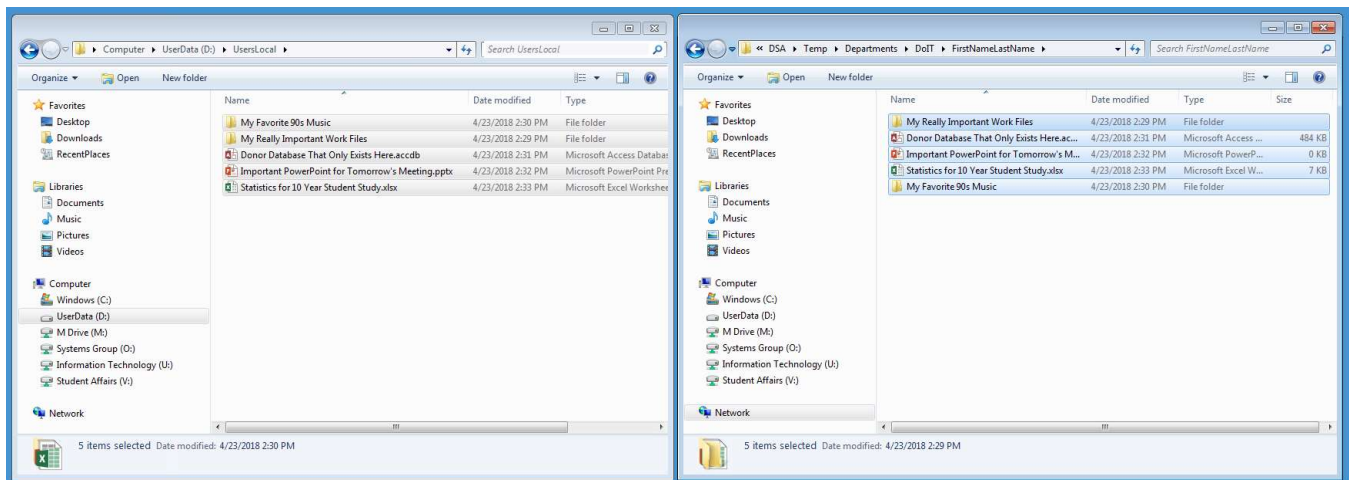 Computer ▸ UserData (D:) ▸ UsersLocal ▸
Search UsersLocal
Organize Open New folder
Favorites
Desktop
Downloads
RecentPlaces
Libraries
Documents
Music
Pictures
Videos
Computer
Windows (C:)
UserData (D:)
M Drive (M:)
Systems Group (O:)
Information Technology (U:)
Student Affairs (V:)
Network
Name Date modified Type
My Favorite 90s Music 4/23/2018 2:30 PM File folder
My Really Important Work Files 4/23/2018 2:29 PM File folder
Donor Database That Only Exists Here.accdb 4/23/2018 2:31 PM Microsoft Access Databas
Important PowerPoint for Tomorrow's Meeting.pptx 4/23/2018 2:32 PM Microsoft PowerPoint Pre
Statistics for 10 Year Student Study.xlsx 4/23/2018 2:33 PM Microsoft Excel Workshee
5 items selected Date modified: 4/23/2018 2:30 PM
« DSA ▸ Temp ▸ Departments ▸ DoIT ▸ FirstNameLastName ▸
Search FirstNameLastName
Organize Open New folder
Favorites
Desktop
Downloads
RecentPlaces
Libraries
Documents
Music
Pictures
Videos
Computer
Windows (C:)
UserData (D:)
M Drive (M:)
Systems Group (O:)
Information Technology (U:)
Student Affairs (V:)
Network
Name Date modified Type Size
My Really Important Work Files 4/23/2018 2:29 PM File folder
Donor Database That Only Exists Here.ac... 4/23/2018 2:31 PM Microsoft Access ... 484 KB
Important PowerPoint for Tomorrow's M... 4/23/2018 2:32 PM Microsoft PowerP... 0 KB
Statistics for 10 Year Student Study.xlsx 4/23/2018 2:33 PM Microsoft Excel W... 7 KB
My Favorite 90s Music 4/23/2018 2:30 PM File folder
5 items selected Date modified: 4/23/2018 2:29 PM